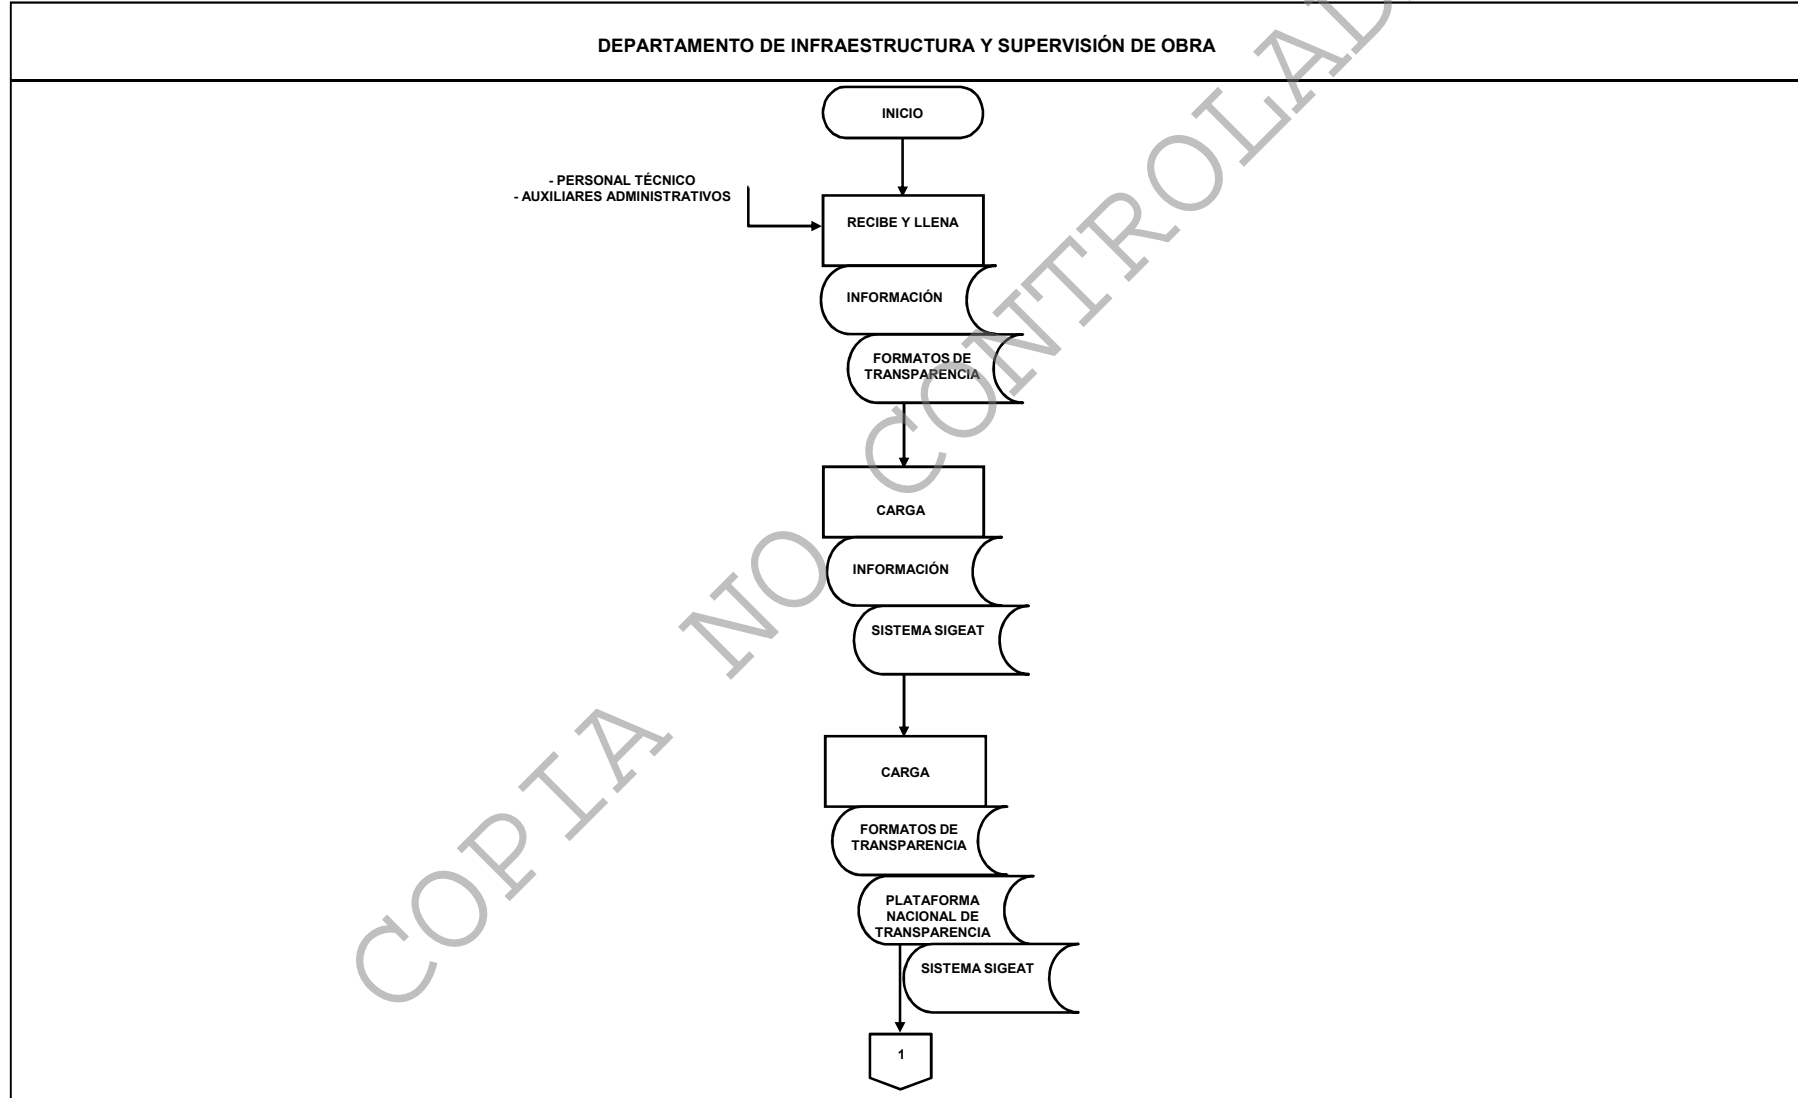 DEPARTAMENTO DE INFRAESTRUCTURA Y SUPERVISIÓN DE OBRA
INICIO
- PERSONAL TÉCNICO
- AUXILIARES ADMINISTRATIVOS
RECIBE Y LLENA
INFORMACIÓN
FORMATOS DE
TRANSPARENCIA
CARGA
INFORMACIÓN
SISTEMA SIGEAT
CARGA
FORMATOS DE
TRANSPARENCIA
PLATAFORMA
NACIONAL DE
TRANSPARENCIA
SISTEMA SIGEAT
1
COPIA NO CONTROLAD